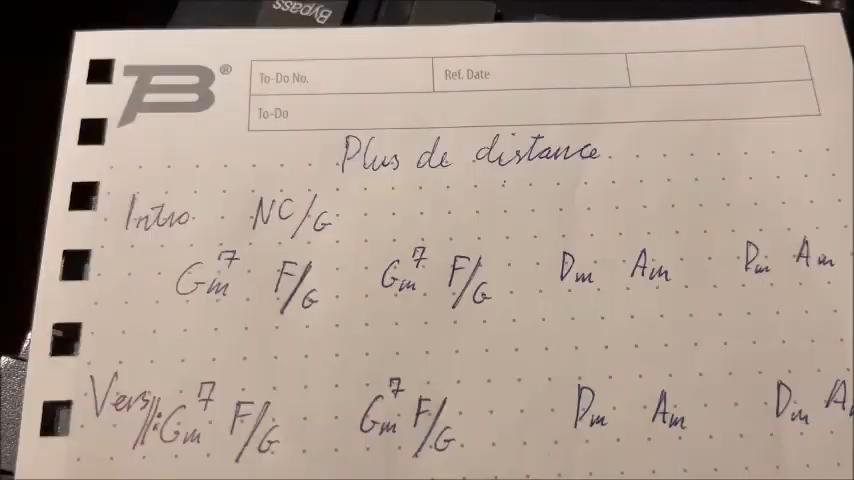 Bypass
B®
To-Do No. Ref. Date
To-Do
Plus de distance
Intro NC/G
Gm7 F/G Gm7 F/G Dm Am Dm Am
Vers ||: Gm7 F/G Gm7 F/G Dm Am Dm A